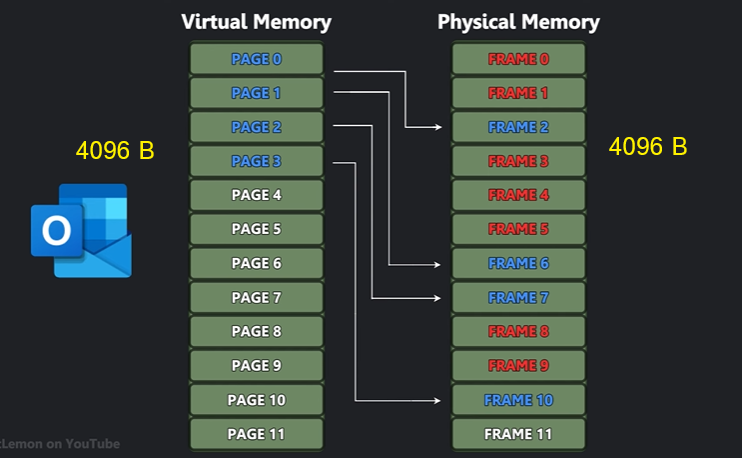 Virtual Memory
Physical Memory
PAGE 0
FRAME 0
PAGE 1
FRAME 1
PAGE 2
FRAME 2
4096 B
4096 B
PAGE 3
FRAME 3
PAGE 4
FRAME 4
O
PAGE 5
FRAME 5
PAGE 6
FRAME 6
PAGE 7
FRAME 7
PAGE 8
FRAME 8
PAGE 9
FRAME 9
PAGE 10
FRAME 10
PAGE 11
FRAME 11
Lemon on YouTube